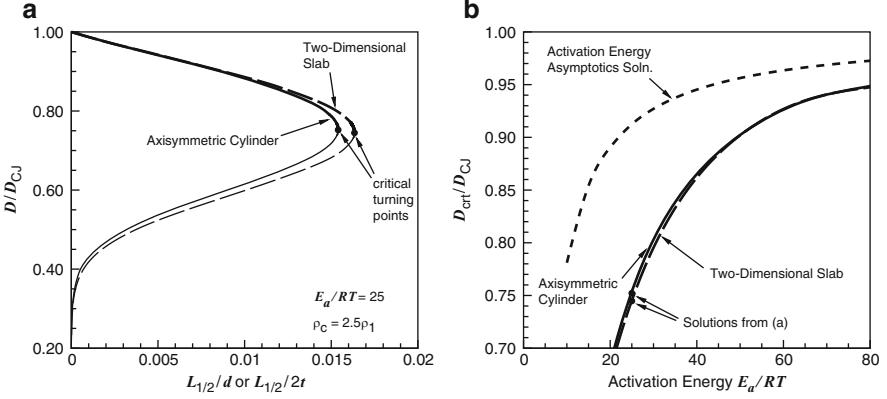 a
D/D_CJ
1.00
0.80
0.60
0.40
0.20
0
0.005
0.01
0.015
0.02
L_1/2/d or L_1/2/2t
Two-Dimensional
Slab
Axisymmetric Cylinder
critical
turning
points
E_a/RT = 25
ρ_c = 2.5ρ_1
b
D_crt/D_CJ
1.00
0.95
0.90
0.85
0.80
0.75
0.70
0
20
40
60
80
Activation Energy E_a/RT
Activation Energy
Asymptotics Soln.
Axisymmetric
Cylinder
Two-Dimensional Slab
Solutions from (a)